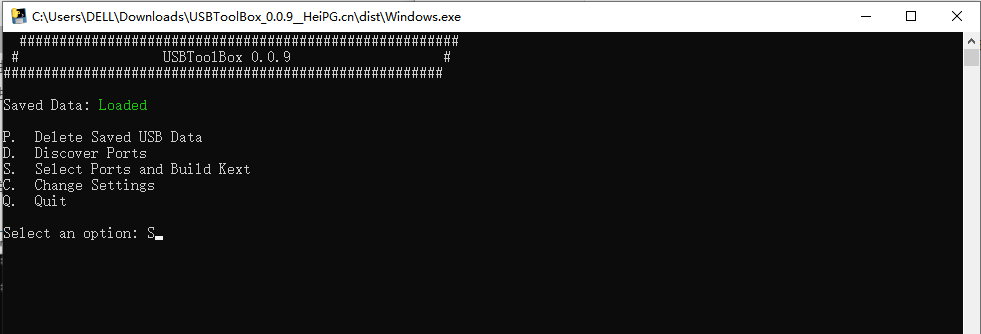 C:\Users\DELL\Downloads\USBToolBox_0.0.9__HeiPG.cn\dist\Windows.exe
#######################################################
# USBToolBox 0.0.9 #
#######################################################
Saved Data: Loaded
P. Delete Saved USB Data
D. Discover Ports
S. Select Ports and Build Kext
C. Change Settings
Q. Quit
Select an option: S